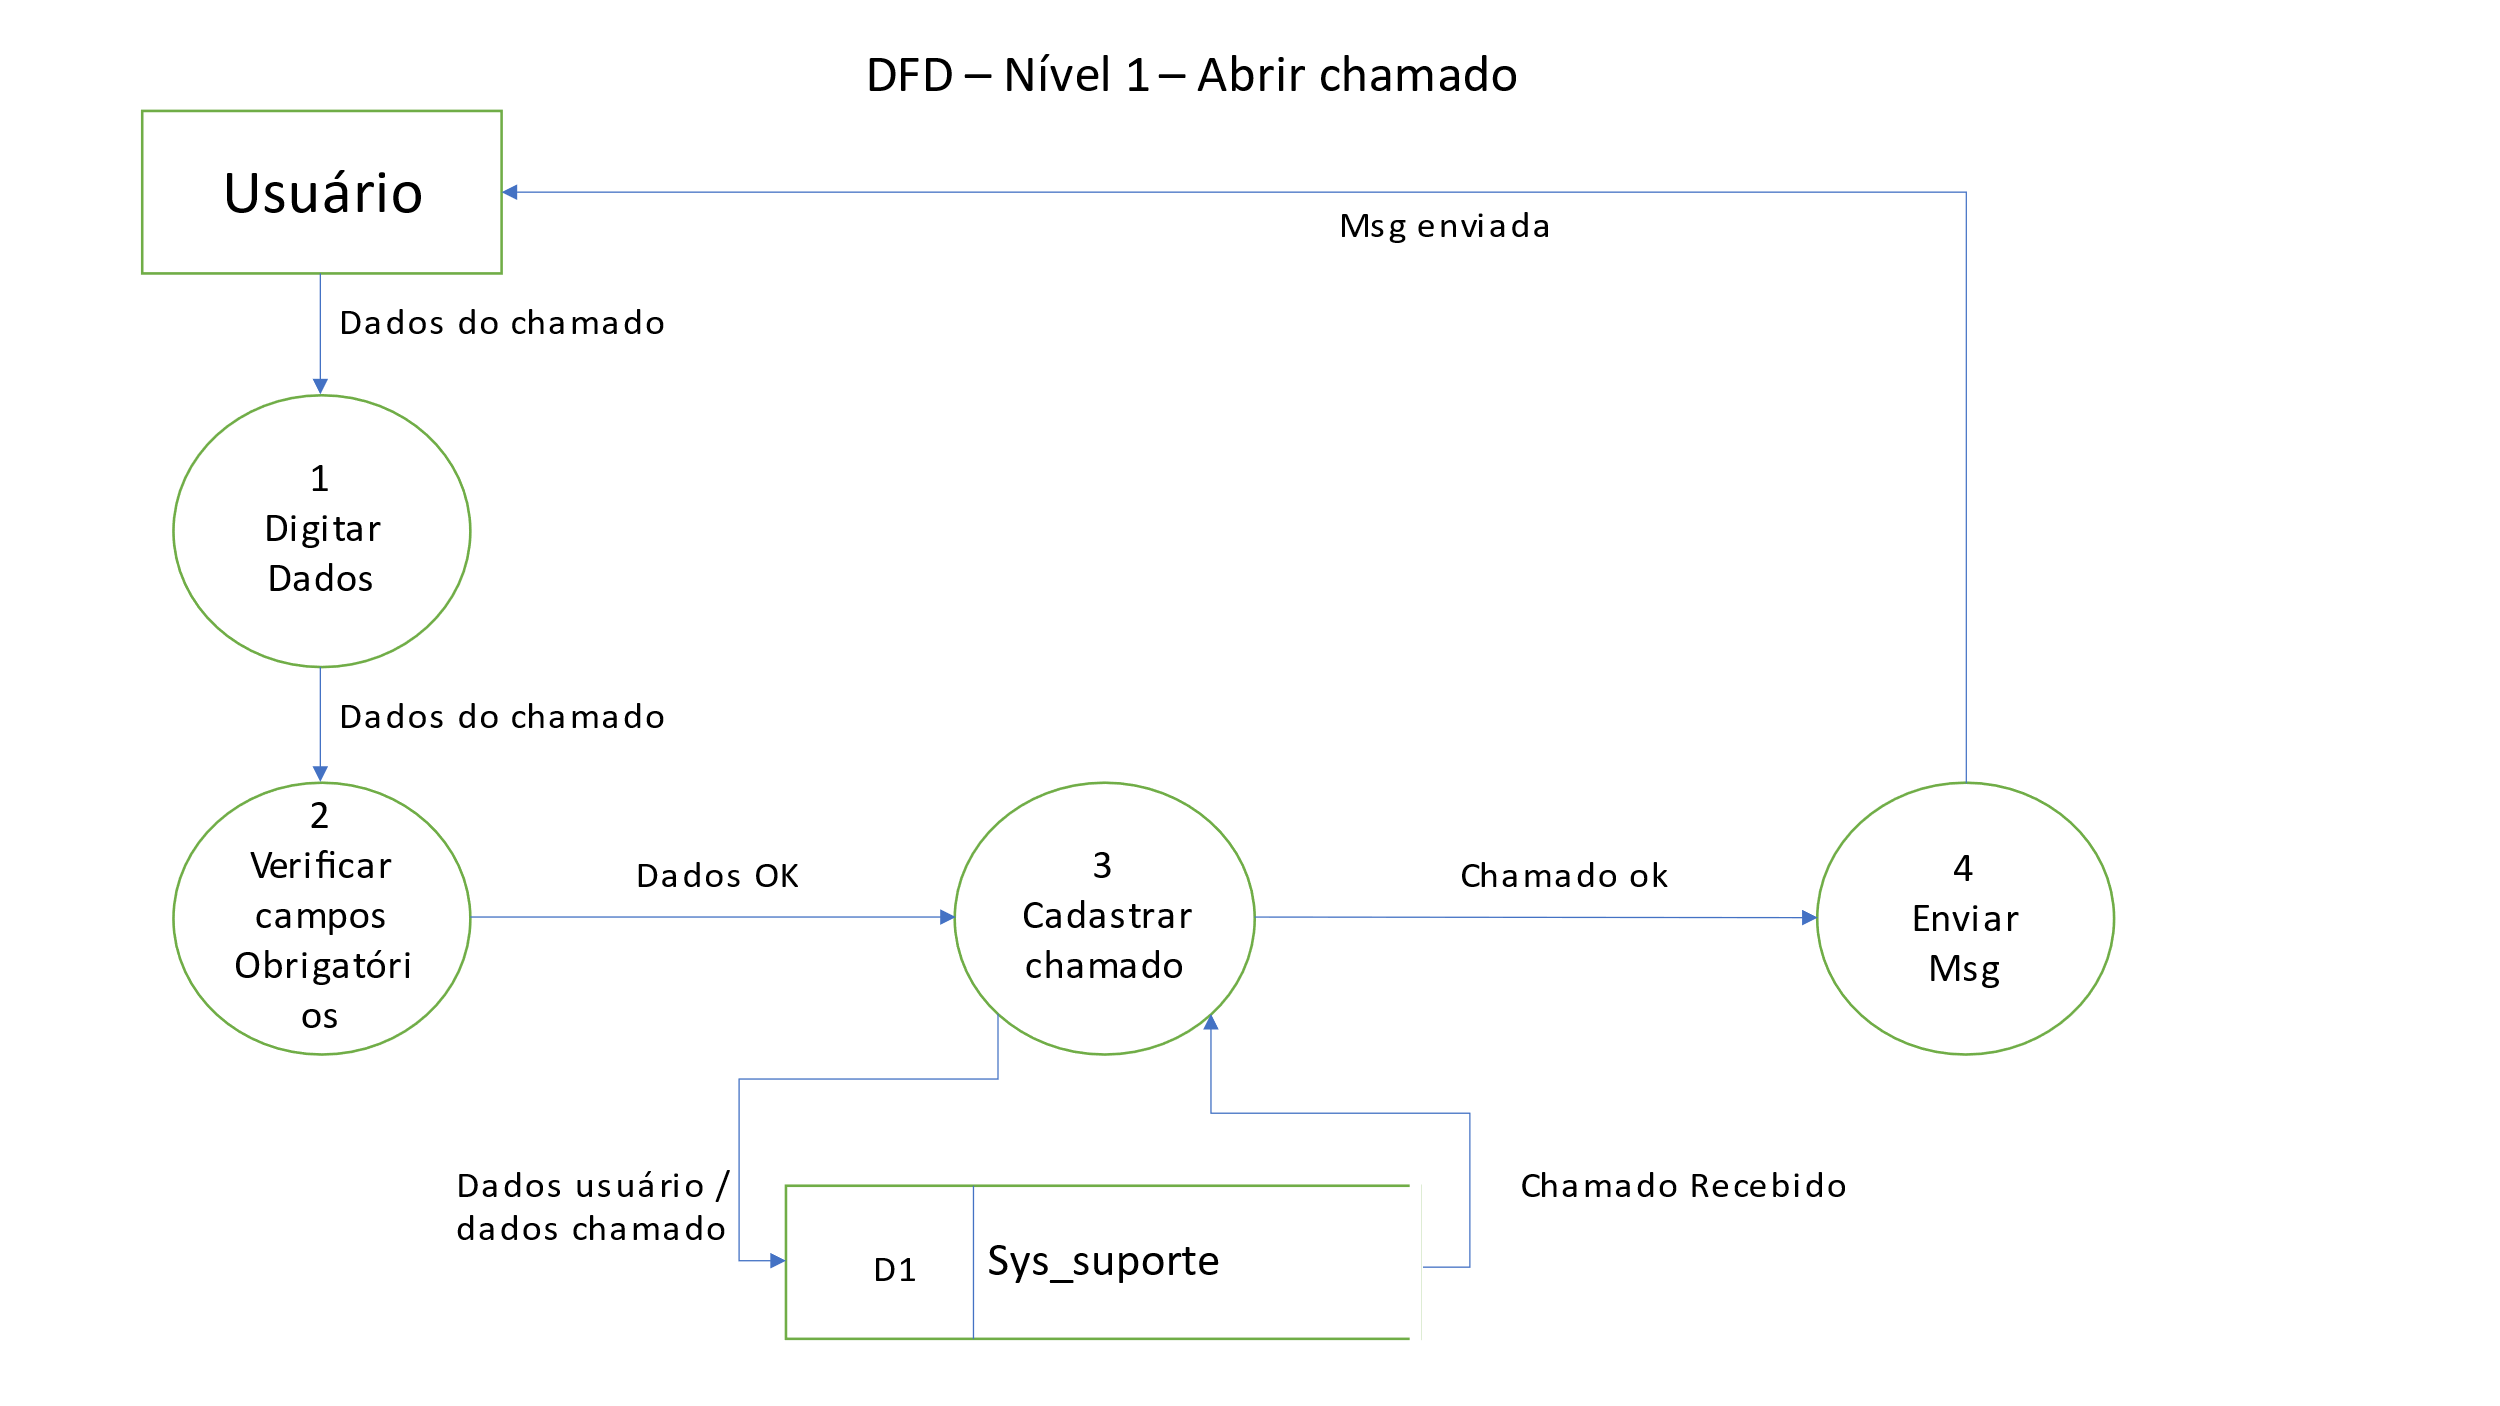 DFD – Nível 1 – Abrir chamado
Usuário
Msg enviada
Dados do chamado
1
Digitar
Dados
Dados do chamado
2
Verificar
campos
Obrigatóri
os
Dados OK
3
Cadastrar
chamado
Chamado ok
4
Enviar
Msg
Dados usuário /
dados chamado
D1
Sys_suporte
Chamado Recebido